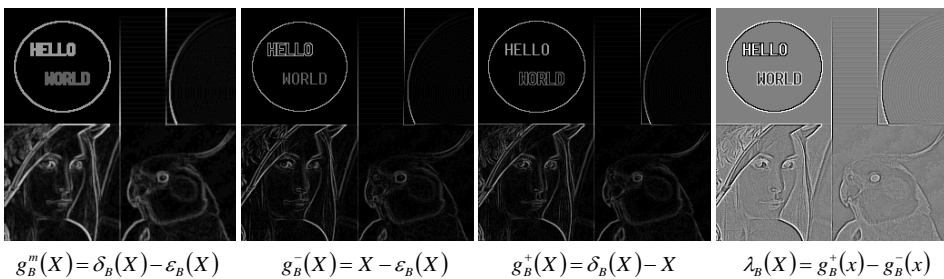 HELLO
WORLD
HELLO
WORLD
HELLO
WORLD
HELLO
WORLD
g_B^m(X) = δ_B(X) − ε_B(X)
g_B^-(X) = X − ε_B(X)
g_B^+(X) = δ_B(X) − X
λ_B(X) = g_B^+(x) − g_B^-(x)